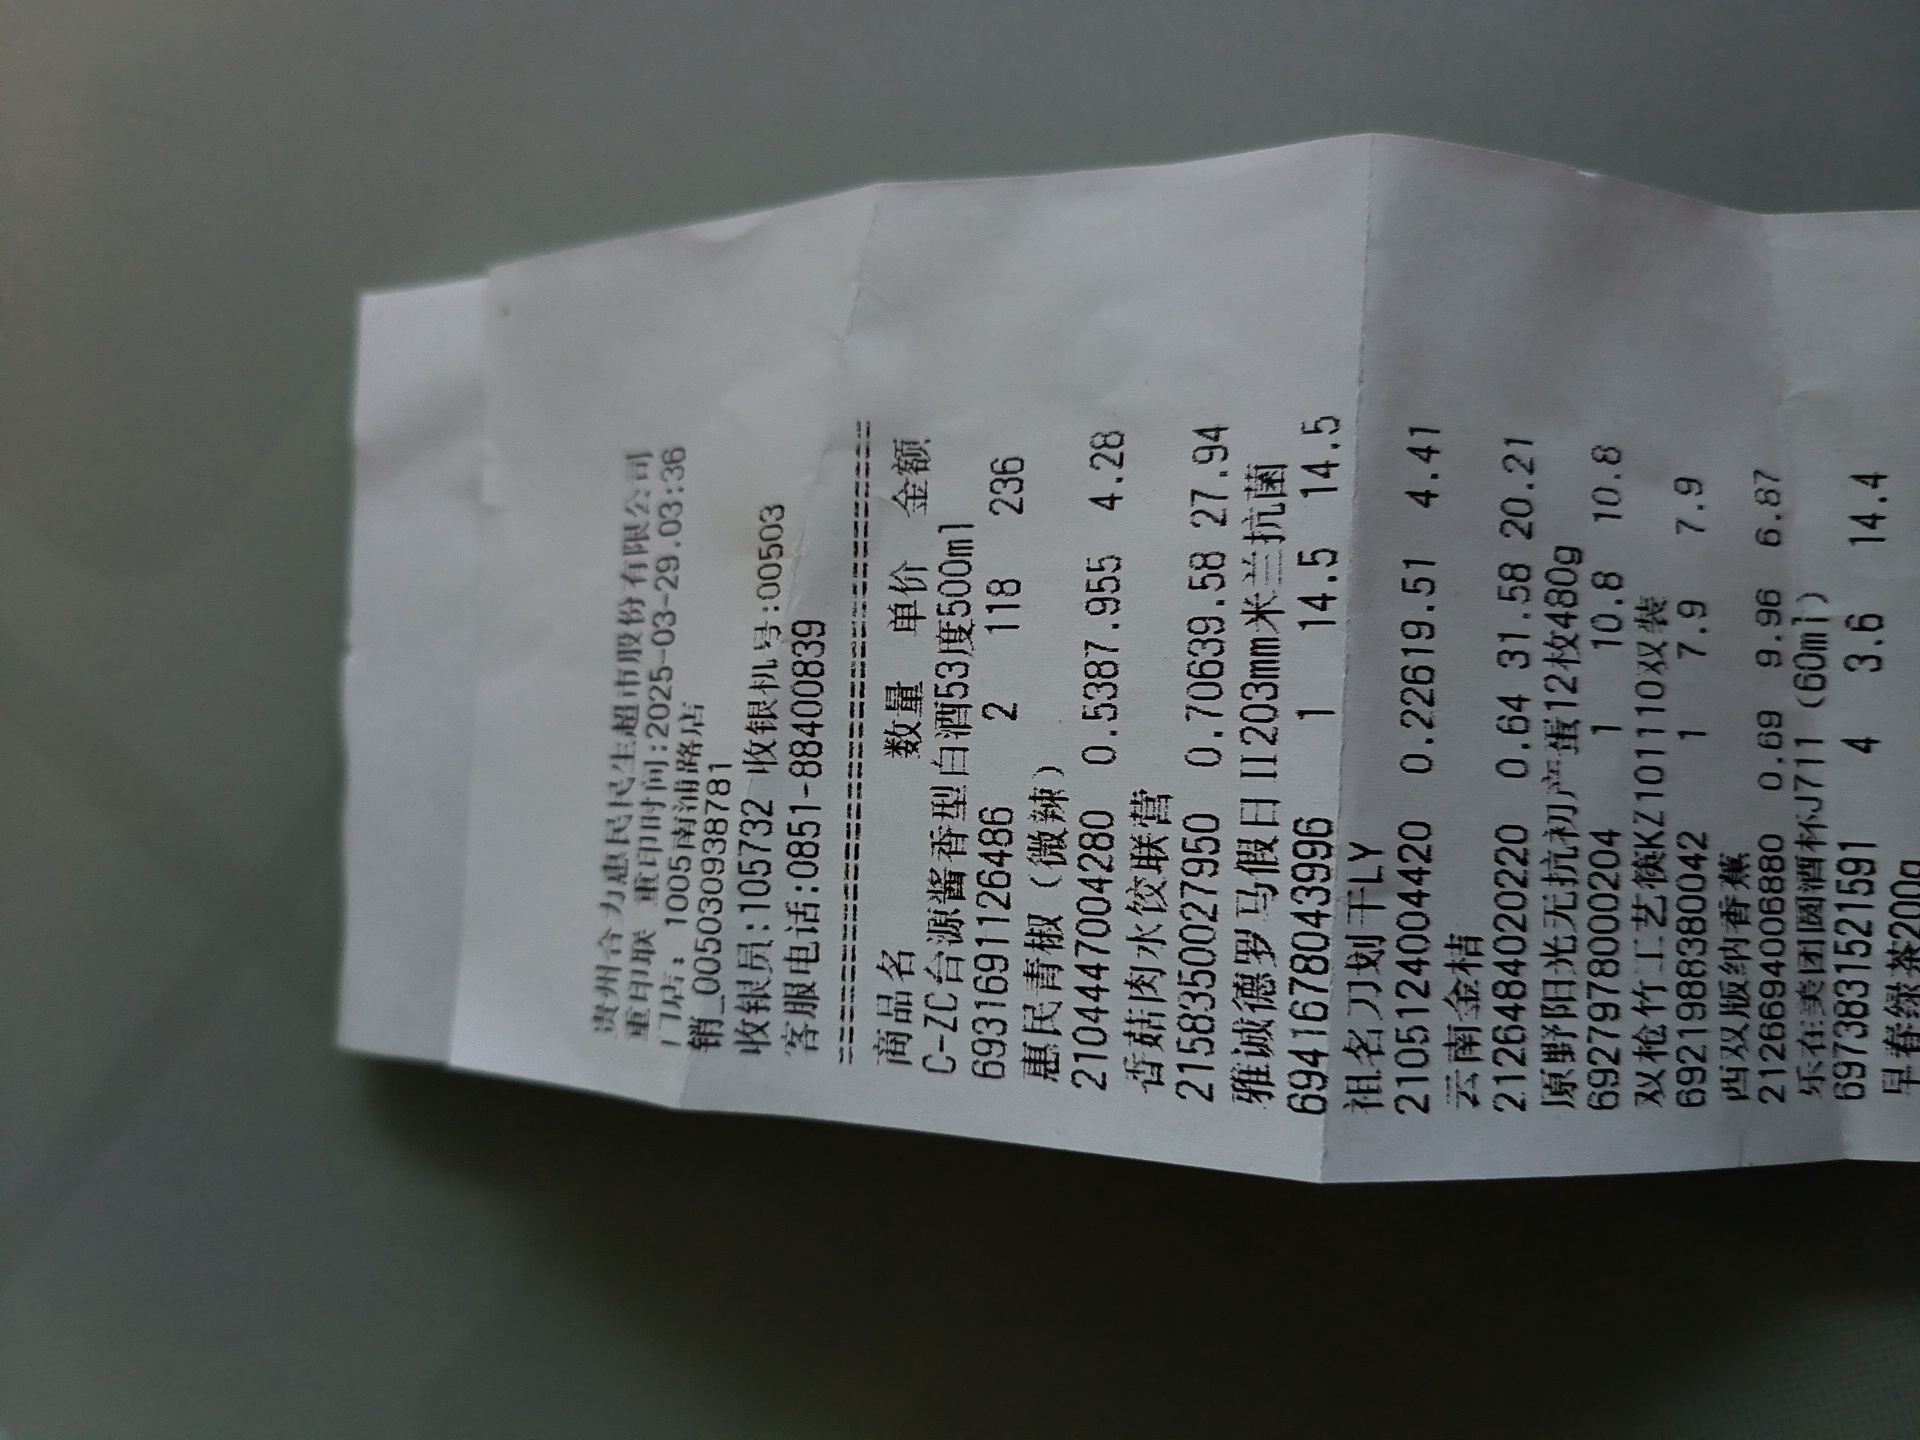 贵州合力惠民民生超市股份有限公司
重印联 重印时间:2025-03-29.03:36
门店: 1005南浦路店
销_005030938781
收银员:105732 收银机号:00503
客服电话:0851-88400839
商品名 数量 单价 金额
C-ZC台源酱香型白酒53度500ml
6931691126486 2 118 236
惠民青椒（微辣）
2104447004280 0.5387.955 4.28
香菇肉水饺联营
2158350027950 0.70639.58 27.94
雅诚德罗马假日II203mm米兰抗菌
6941678043996 1 14.5 14.5
祖名刀划干LY
2105124004420 0.22619.51 4.41
云南金桔
2126484020220 0.64 31.58 20.21
原野阳光无抗初产蛋12枚480g
6927978000204 1 10.8 10.8
双枪竹工艺筷KZ101110双装
6921988380042 1 7.9 7.9
西双版纳内香蕉
2126694006880 0.69 9.96 6.87
乐在美团圆酒杯J711（60ml）
6973831521591 4 3.6 14.4
早春绿茶200g